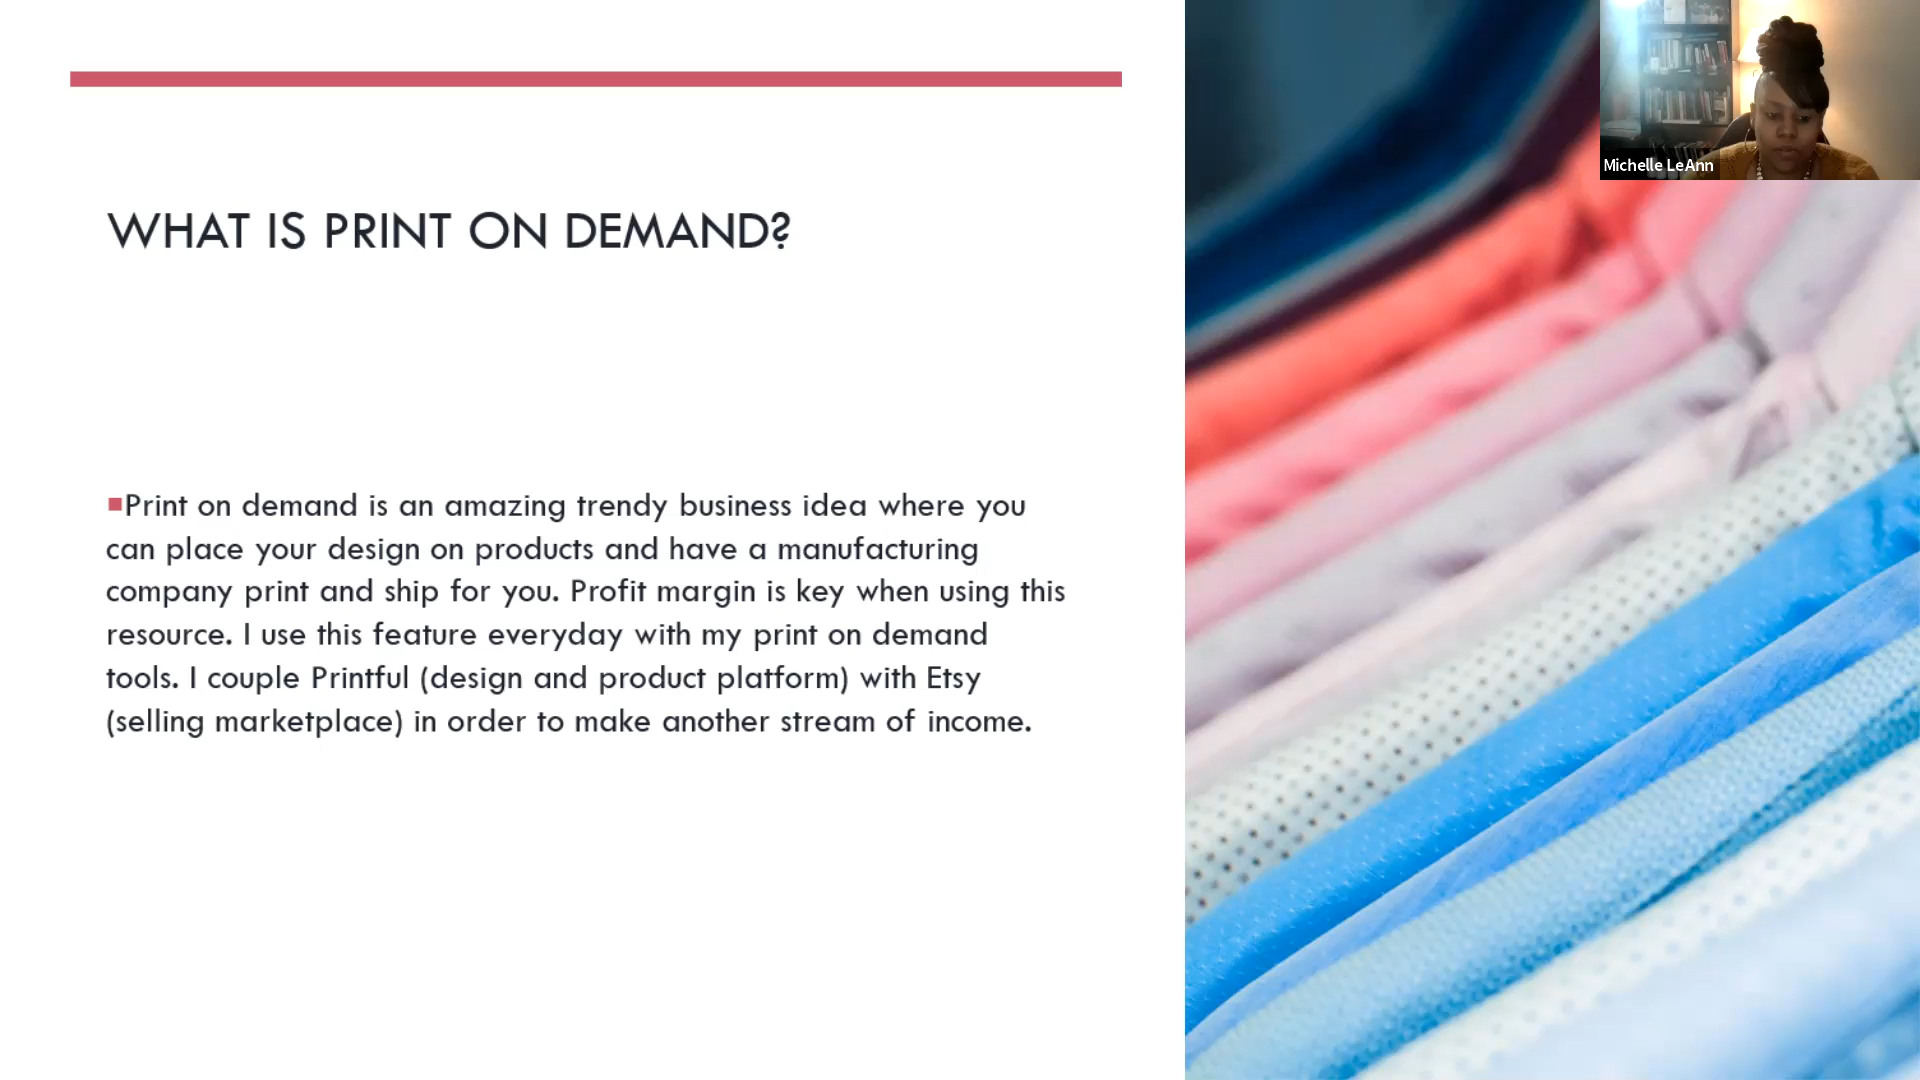 Michelle LeAnn
WHAT IS PRINT ON DEMAND?
Print on demand is an amazing trendy business idea where you
can place your design on products and have a manufacturing
company print and ship for you. Profit margin is key when using this
resource. I use this feature everyday with my print on demand
tools. I couple Printful (design and product platform) with Etsy
(selling marketplace) in order to make another stream of income.